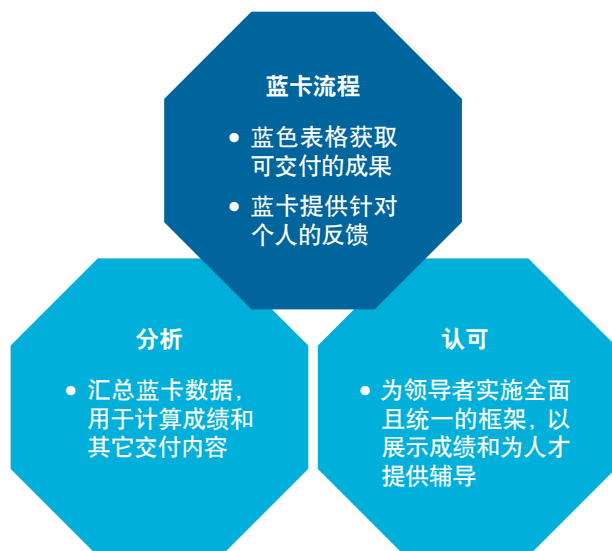 蓝卡流程
• 蓝色表格获取
可交付的成果
• 蓝卡提供针对
个人的反馈
分析
• 汇总蓝卡数据，
用于计算成绩和
其它交付内容
认可
• 为领导者实施全面
且统一的框架，以
展示成绩和为人才
提供辅导